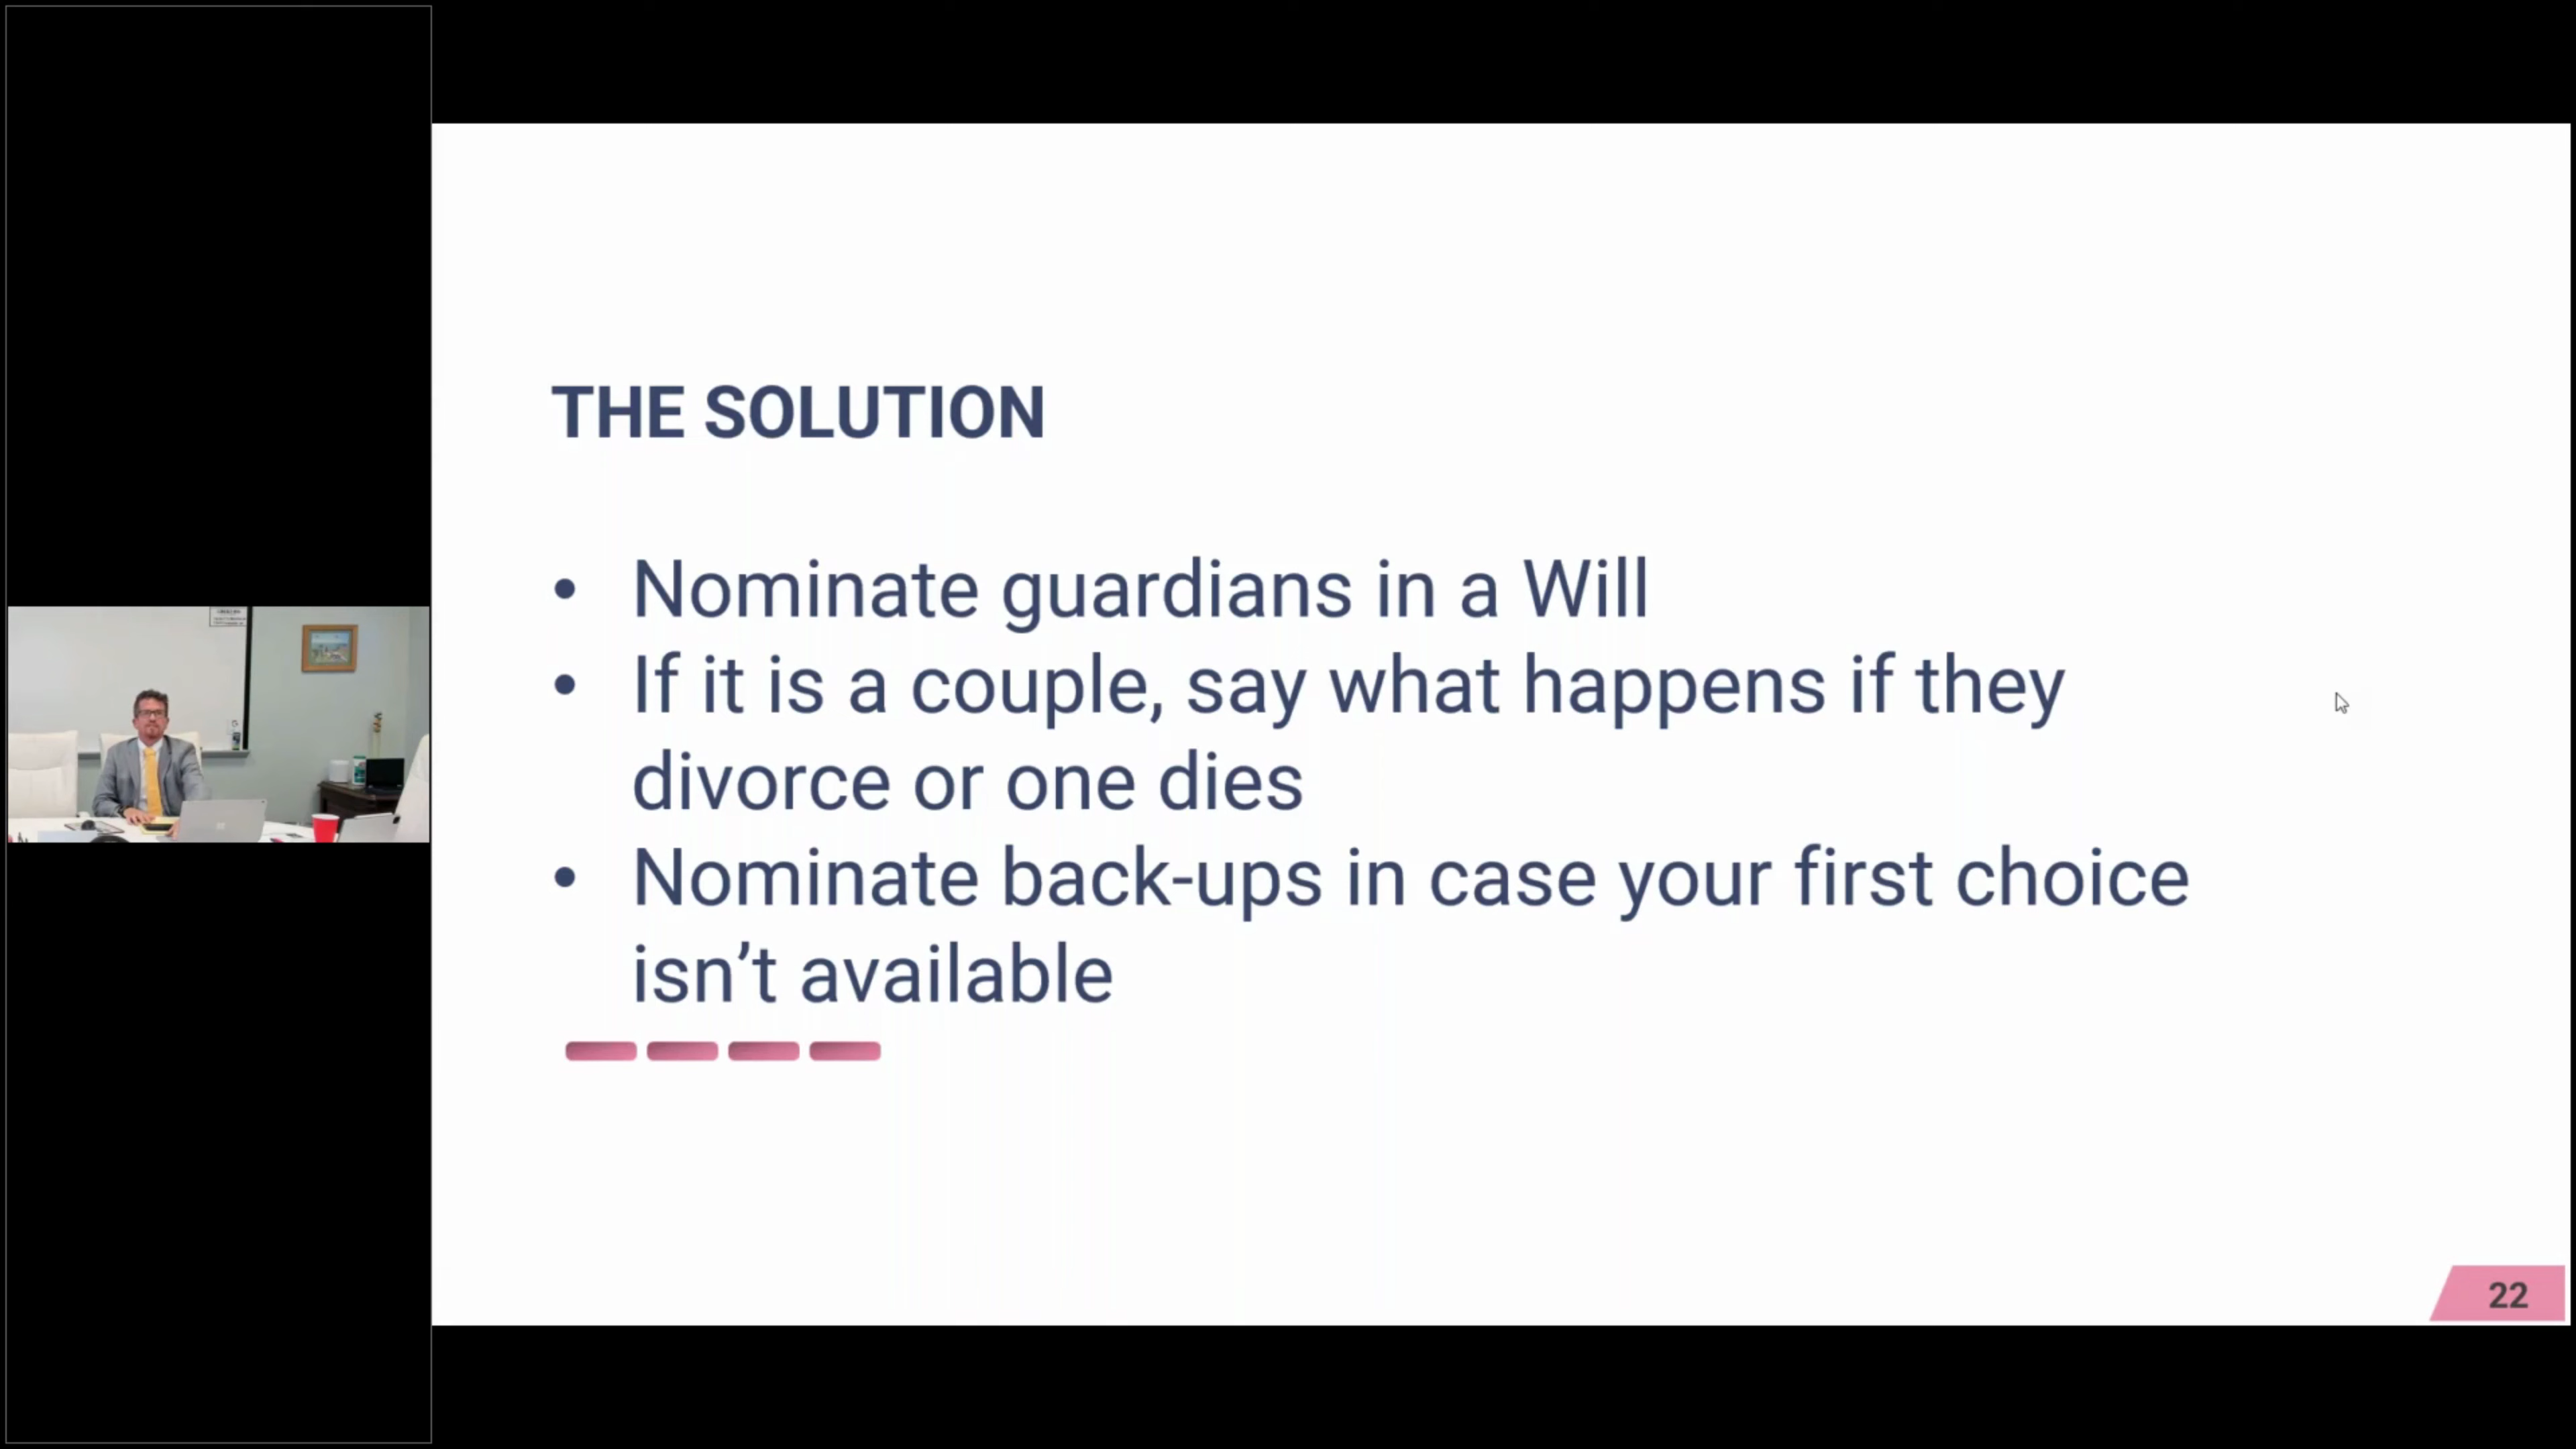 THE SOLUTION
• Nominate guardians in a Will
• If it is a couple, say what happens if they
divorce or one dies
• Nominate back-ups in case your first choice
isn’t available
22